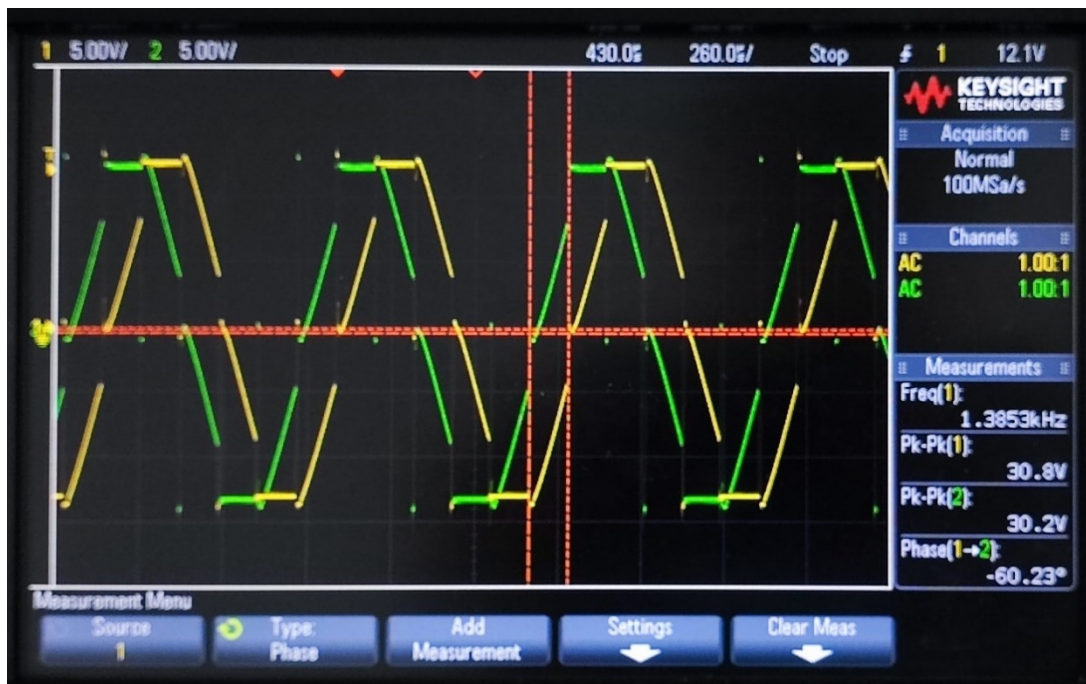 1 5.00V/ 2 5.00V/ 430.0s 260.0s/ Stop 1 12.1V
KEYSIGHT
TECHNOLOGIES
Acquisition
Normal
100MSa/s
Channels
AC 1.00:1
AC 1.00:1
Measurements
Freq(1):
1.3853kHz
Pk-Pk(1):
30.8V
Pk-Pk(2):
30.2V
Phase(1→2):
-60.23°
Measurement Menu
Source
1
Type:
Phase
Add
Measurement
Settings
Clear Meas